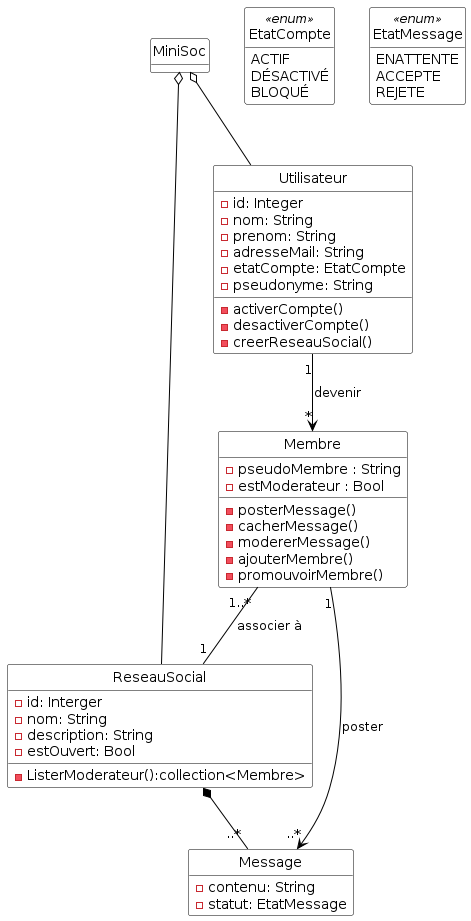 MiniSoc
«enum»
EtatCompte
ACTIF
DÉSACTIVÉ
BLOQUÉ
«enum»
EtatMessage
ENATTENTE
ACCEPTE
REJETE
Utilisateur
id: Integer
nom: String
prenom: String
adresseMail: String
etatCompte: EtatCompte
pseudonyme: String
activerCompte()
desactiverCompte()
creerReseauSocial()
1
devenir
*
Membre
pseudoMembre : String
estModerateur : Bool
posterMessage()
cacherMessage()
modererMessage()
ajouterMembre()
promouvoirMembre()
1..*
1
associer à
1
ReseauSocial
id: Interger
nom: String
description: String
estOuvert: Bool
ListerModerateur():collection<Membre>
poster
..*
..*
Message
contenu: String
statut: EtatMessage